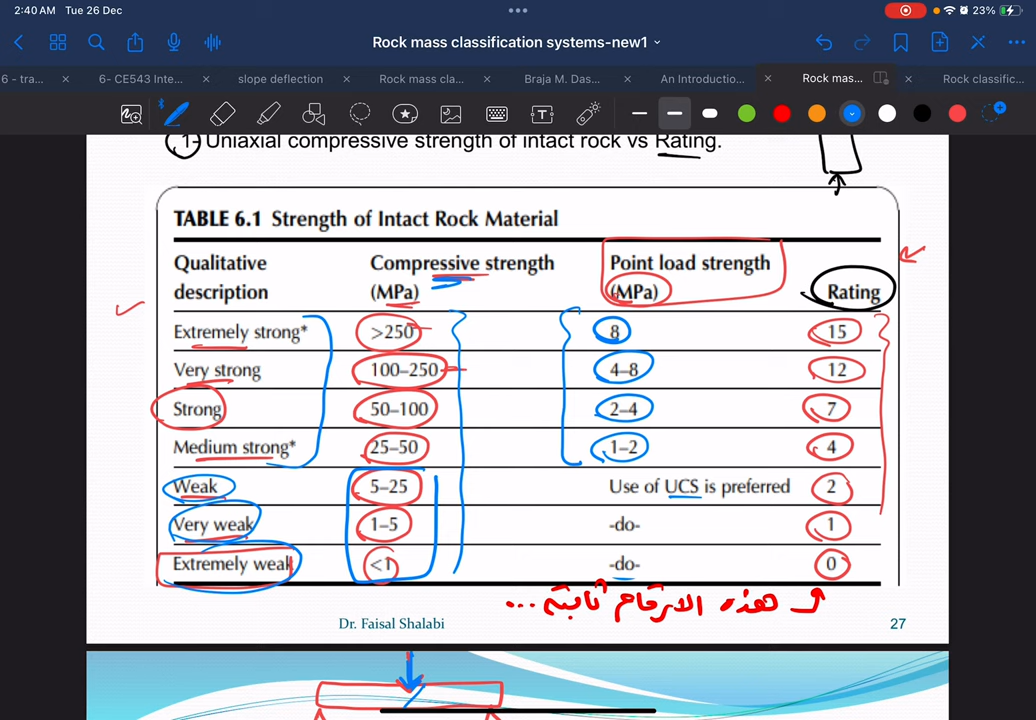 2:40 AM Tue 26 Dec
23%
Rock mass classification systems-new1
6 - tra...
6- CE543 Inte...
slope deflection
Rock mass cla...
Braja M. Das...
An Introductio...
Rock mas...
Rock classific...
1- Uniaxial compressive strength of intact rock vs Rating.
TABLE 6.1 Strength of Intact Rock Material
Qualitative description Compressive strength (MPa) Point load strength (MPa) Rating
Extremely strong* >250 8 15
Very strong 100–250 4–8 12
Strong 50–100 2–4 7
Medium strong* 25–50 1–2 4
Weak 5–25 Use of UCS is preferred 2
Very weak 1–5 -do- 1
Extremely weak <1 -do- 0
هذه الارقام ثابته ...
Dr. Faisal Shalabi 27